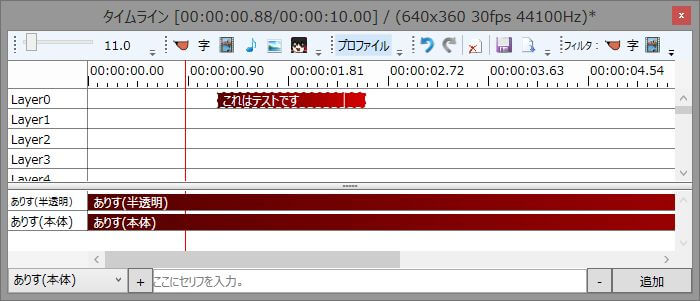 タイムライン [00:00:00.88/00:00:10.00] / (640x360 30fps 44100Hz)*
11.0 字 プロファイル フィルタ： 字
00:00:00.00 00:00:00.90 00:00:01.81 00:00:02.72 00:00:03.63 00:00:04.54
Layer0 これはテストです
Layer1
Layer2
Layer3
Layer4
ありす(半透明) ありす(半透明)
ありす(本体) ありす(本体)
ありす(本体) + ここにセリフを入力。 - 追加